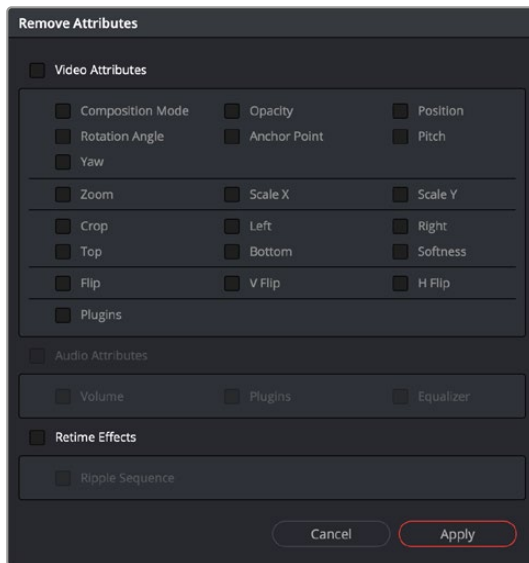 Remove Attributes
Video Attributes
Composition Mode Opacity Position
Rotation Angle Anchor Point Pitch
Yaw
Zoom Scale X Scale Y
Crop Left Right
Top Bottom Softness
Flip V Flip H Flip
Plugins
Audio Attributes
Volume Plugins Equalizer
Retime Effects
Ripple Sequence
Cancel Apply